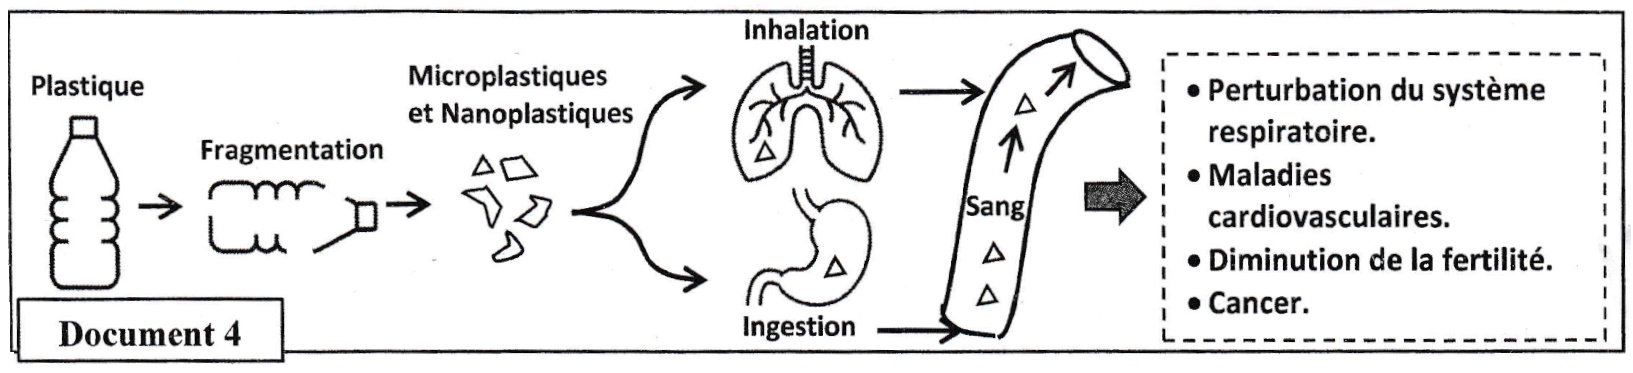 Plastique
Fragmentation
Microplastiques
et Nanoplastiques
Inhalation
Ingestion
Sang
• Perturbation du système
respiratoire.
• Maladies
cardiovasculaires.
• Diminution de la fertilité.
• Cancer.
Document 4